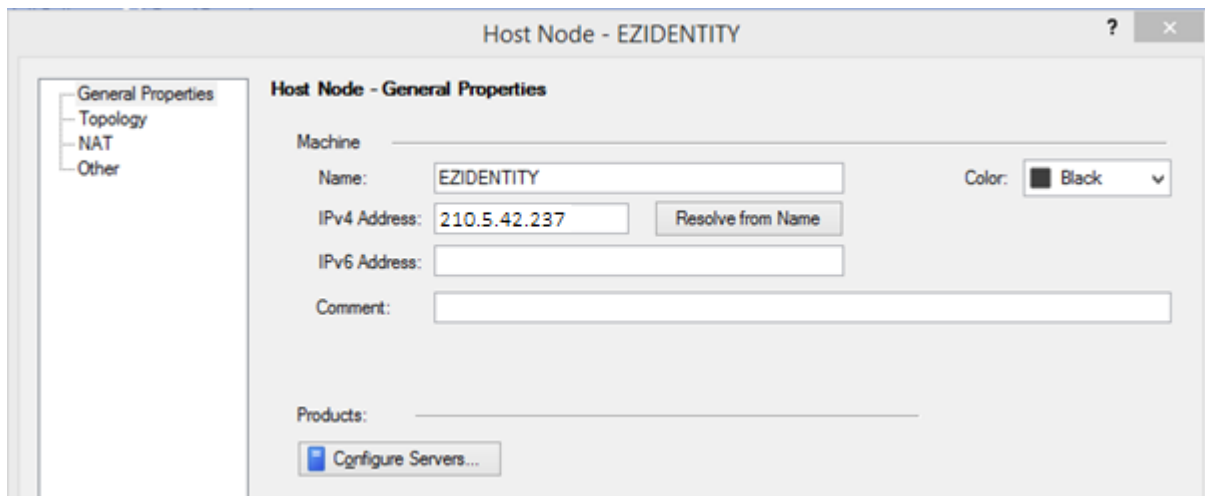 Host Node - EZIDENTITY
?
General Properties
Topology
NAT
Other
Host Node - General Properties
Machine
Name: EZIDENTITY Color: Black
IPv4 Address: 210.5.42.237 Resolve from Name
IPv6 Address:
Comment:
Products:
Configure Servers...